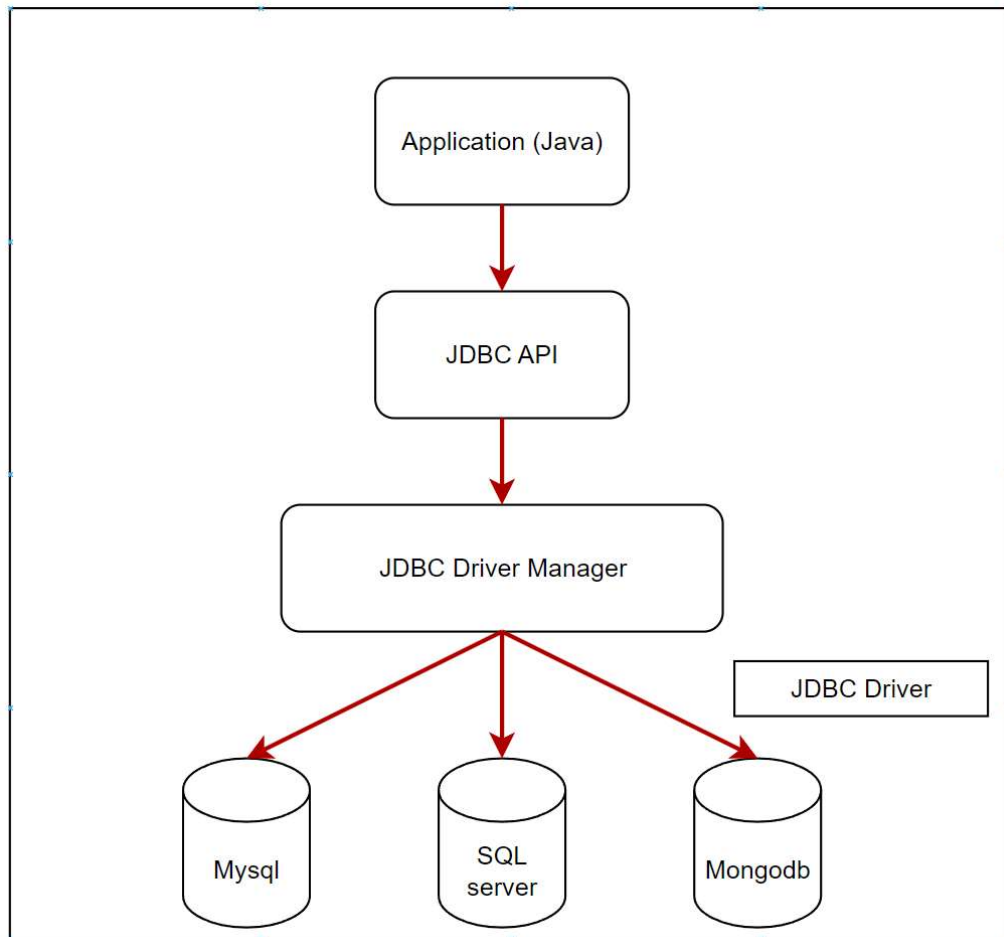 Application (Java)
JDBC API
JDBC Driver Manager
JDBC Driver
Mysql
SQL
server
Mongodb